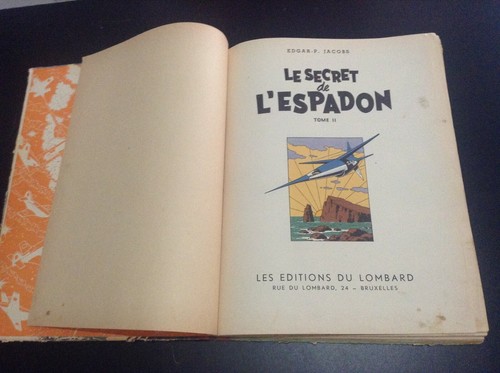 EDGAR-P. JACOBS
LE SECRET
de
L'ESPADON
TOME II
LES EDITIONS DU LOMBARD
RUE DU LOMBARD, 24 - BRUXELLES